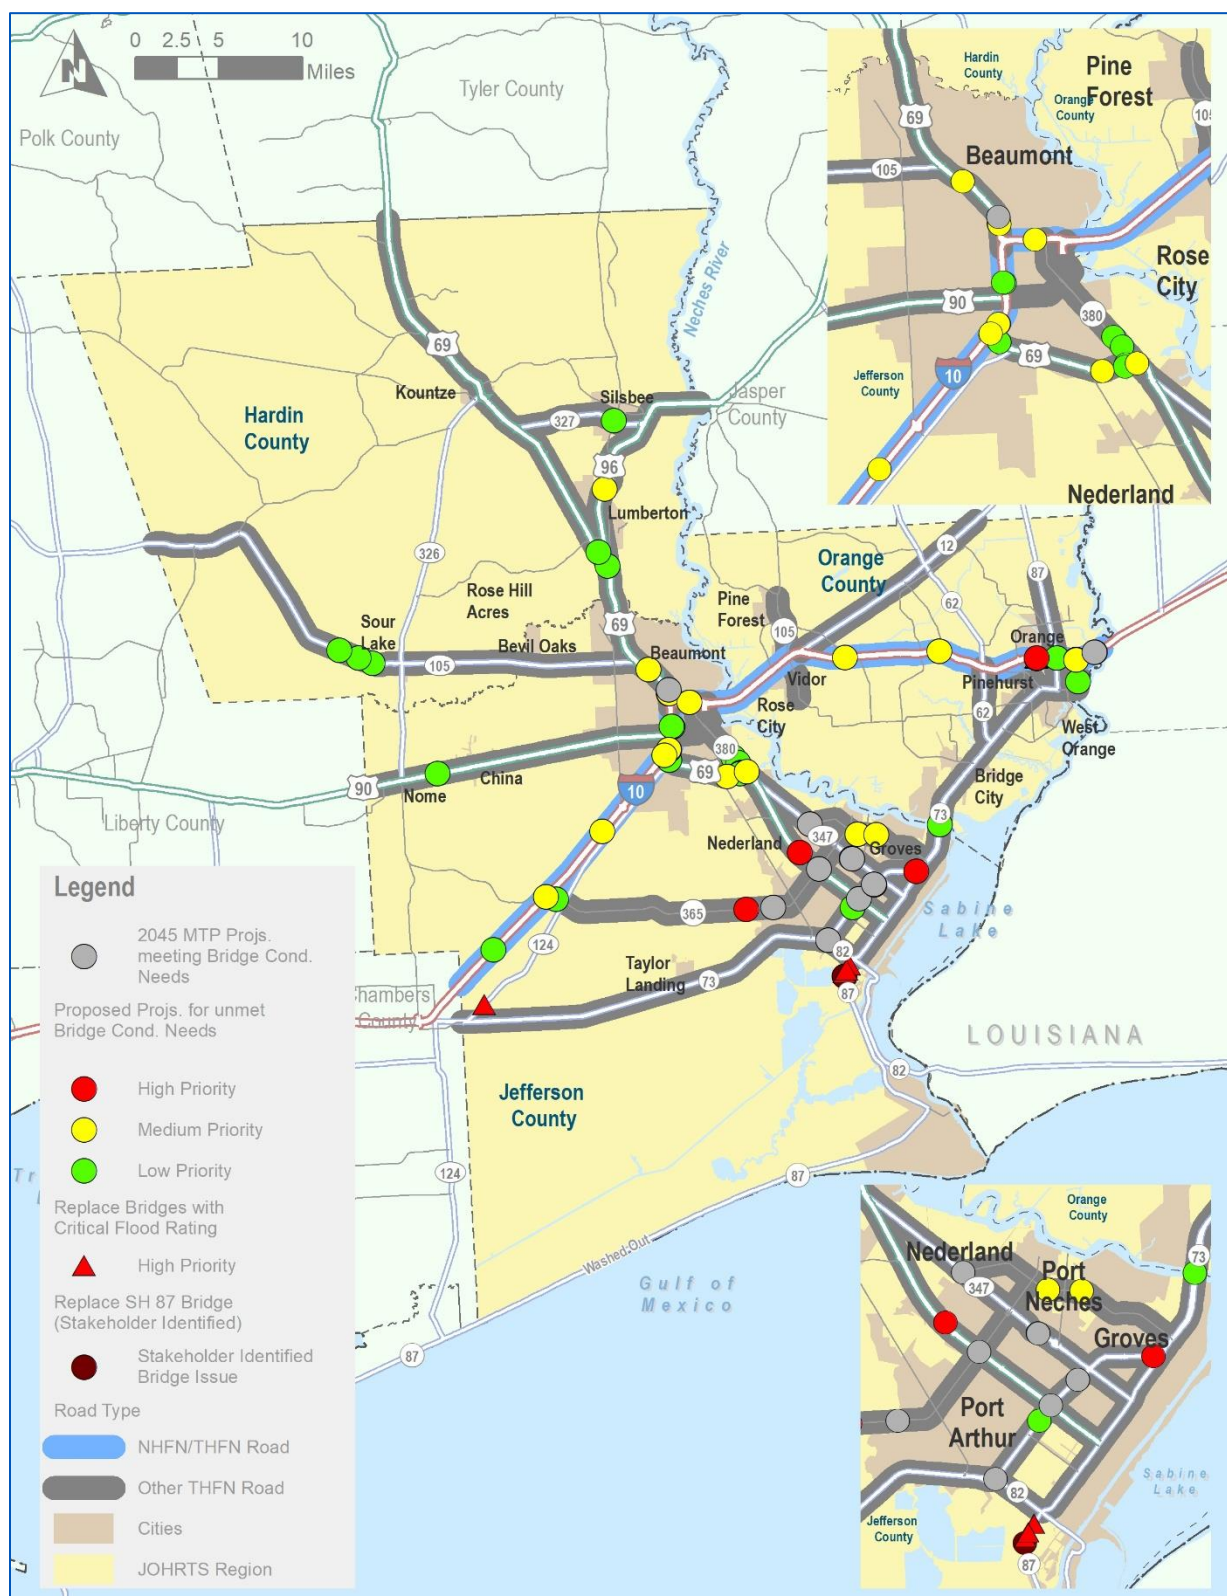 0 2.5 5 10
Miles
N
Tyler County
Polk County
Neches River
Jasper
County
69
Kountze
Silsbee
327
96
Lumberton
Hardin
County
326
Rose Hill
Acres
Sour
Lake
Bevil Oaks
105
69
Beaumont
Pine
Forest
105
Orange
County
12
62
87
Orange
Vidor
Pinehurst
Rose
City
62
West
Orange
Bridge
City
380
69
10
90
Nome
China
Liberty County
73
Nederland
347
Groves
365
124
Sabine
Lake
82
Taylor
Landing
73
87
Chambers
County
LOUISIANA
82
Jefferson
County
124
87
Washed Out
Gulf of
Mexico
87
Tr
Legend
2045 MTP Projs.
meeting Bridge Cond.
Needs
Proposed Projs. for unmet
Bridge Cond. Needs
High Priority
Medium Priority
Low Priority
Replace Bridges with
Critical Flood Rating
High Priority
Replace SH 87 Bridge
(Stakeholder Identified)
Stakeholder Identified
Bridge Issue
Road Type
NHFN/THFN Road
Other THFN Road
Cities
JOHRTS Region
Hardin
County
Pine
Forest
Orange
County
69
105
Beaumont
105
Rose
City
90
380
69
10
Jefferson
County
Nederland
Orange
County
Nederland
73
347
Port
Neches
Groves
Port
Arthur
82
Sabine
Lake
Jefferson
County
87